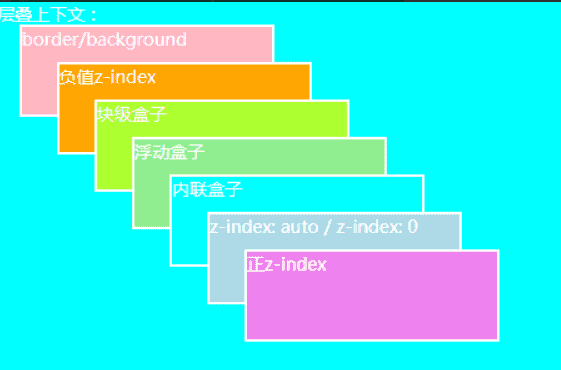 层叠上下文：
border/background
负值z-index
块级盒子
浮动盒子
内联盒子
z-index: auto / z-index: 0
正z-index